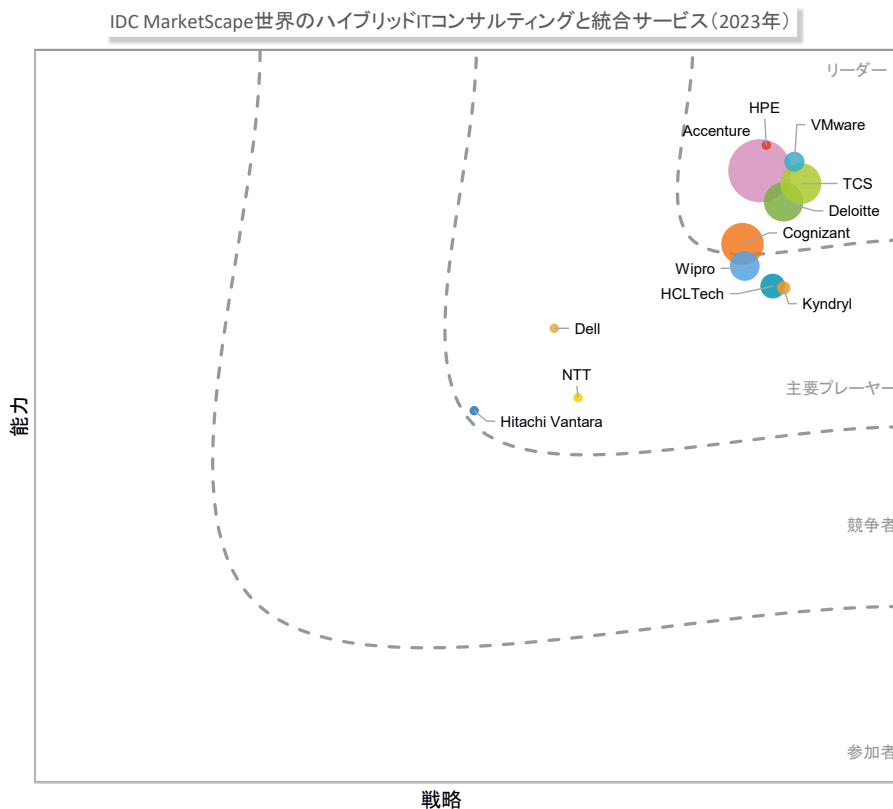 IDC MarketScape世界のハイブリッドITコンサルティングと統合サービス（2023年）
リーダー
HPE
VMware
Accenture
TCS
Deloitte
Cognizant
Wipro
HCLTech
Kyndryl
Dell
NTT
主要プレーヤー
Hitachi Vantara
能力
競争者
参加者
戦略